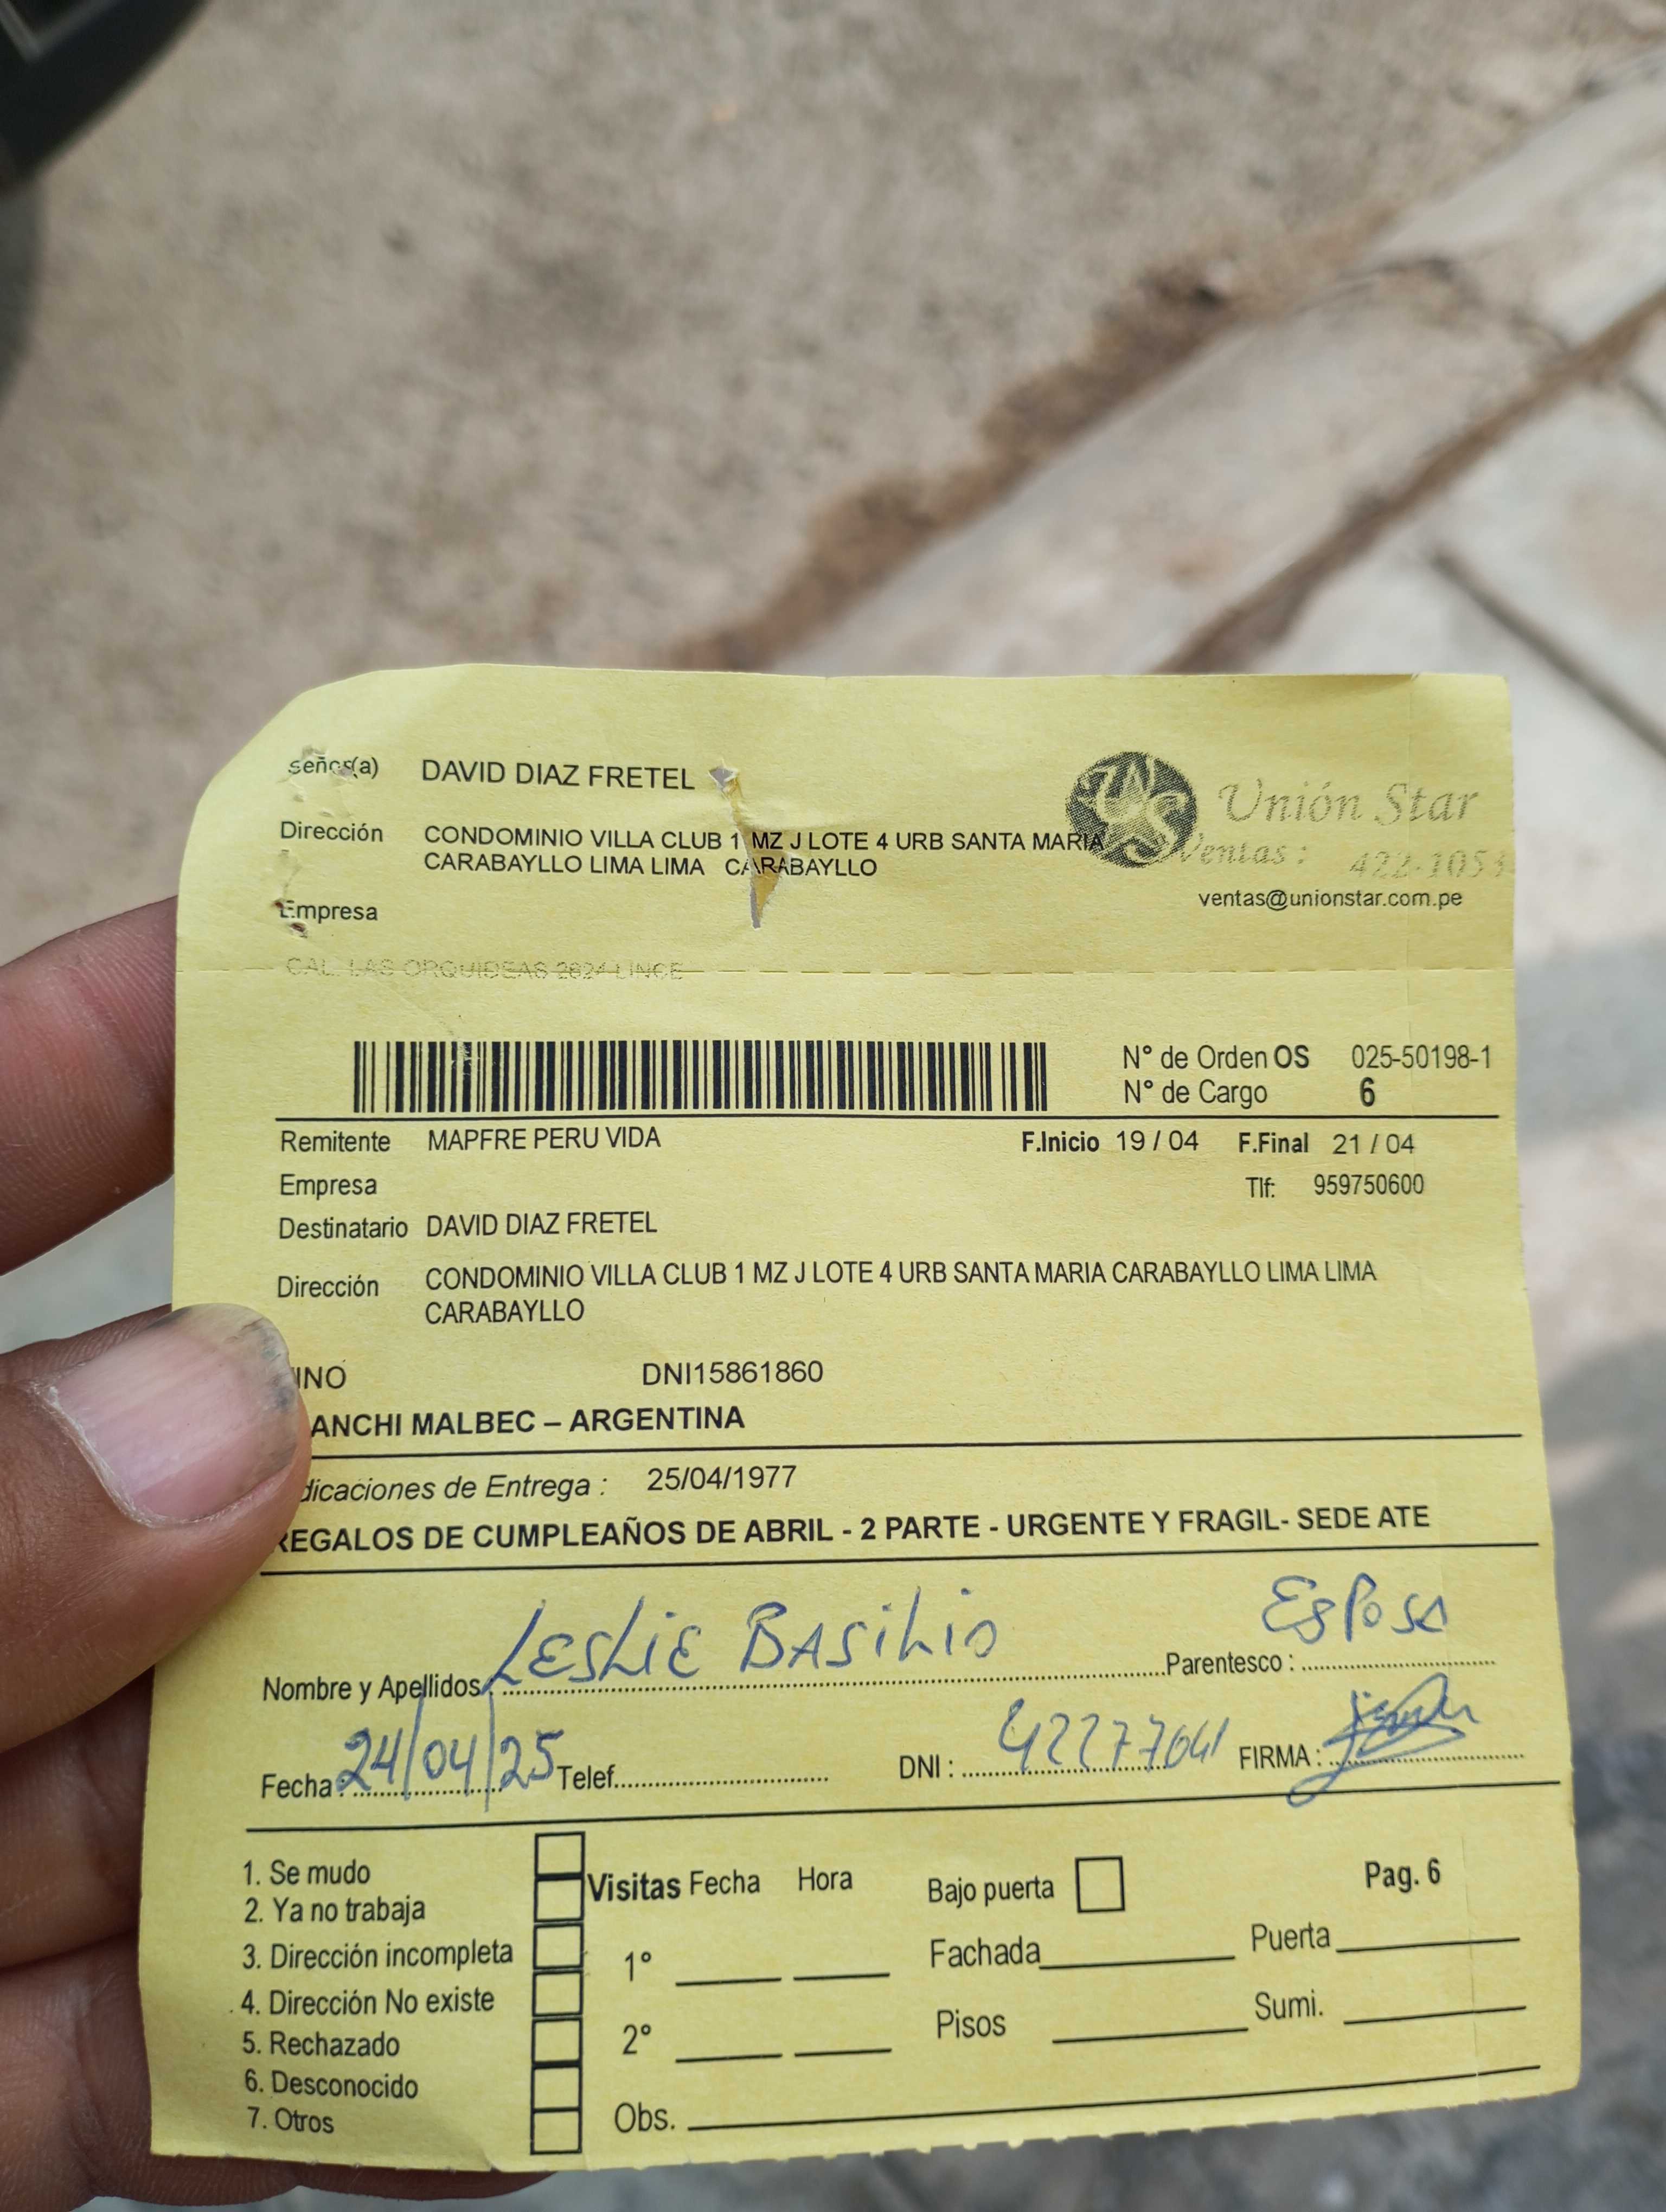 Señor(a) DAVID DIAZ FRETEL
Unión Star
Dirección CONDOMINIO VILLA CLUB 1 MZ J LOTE 4 URB SANTA MARIA
CARABAYLLO LIMA LIMA CARABAYLLO
Ventas: 422-1053
ventas@unionstar.com.pe
Empresa
CAL. LAS ORQUIDEAS 2624 LINCE
N° de Orden OS 025-50198-1
N° de Cargo 6
Remitente MAPFRE PERU VIDA F.Inicio 19 / 04 F.Final 21 / 04
Empresa Tlf: 959750600
Destinatario DAVID DIAZ FRETEL
Dirección CONDOMINIO VILLA CLUB 1 MZ J LOTE 4 URB SANTA MARIA CARABAYLLO LIMA LIMA
CARABAYLLO
INO DNI15861860
ANCHI MALBEC – ARGENTINA
dicaciones de Entrega : 25/04/1977
REGALOS DE CUMPLEAÑOS DE ABRIL - 2 PARTE - URGENTE Y FRAGIL- SEDE ATE
Nombre y Apellidos: LESLIE BASILIO Parentesco : Esposa
Fecha: 24/04/25 Telef. DNI : 42277041 FIRMA :
1. Se mudo
2. Ya no trabaja
3. Dirección incompleta
4. Dirección No existe
5. Rechazado
6. Desconocido
7. Otros
Visitas Fecha Hora
1°
2°
Obs.
Bajo puerta
Pag. 6
Fachada Puerta
Pisos Sumi.